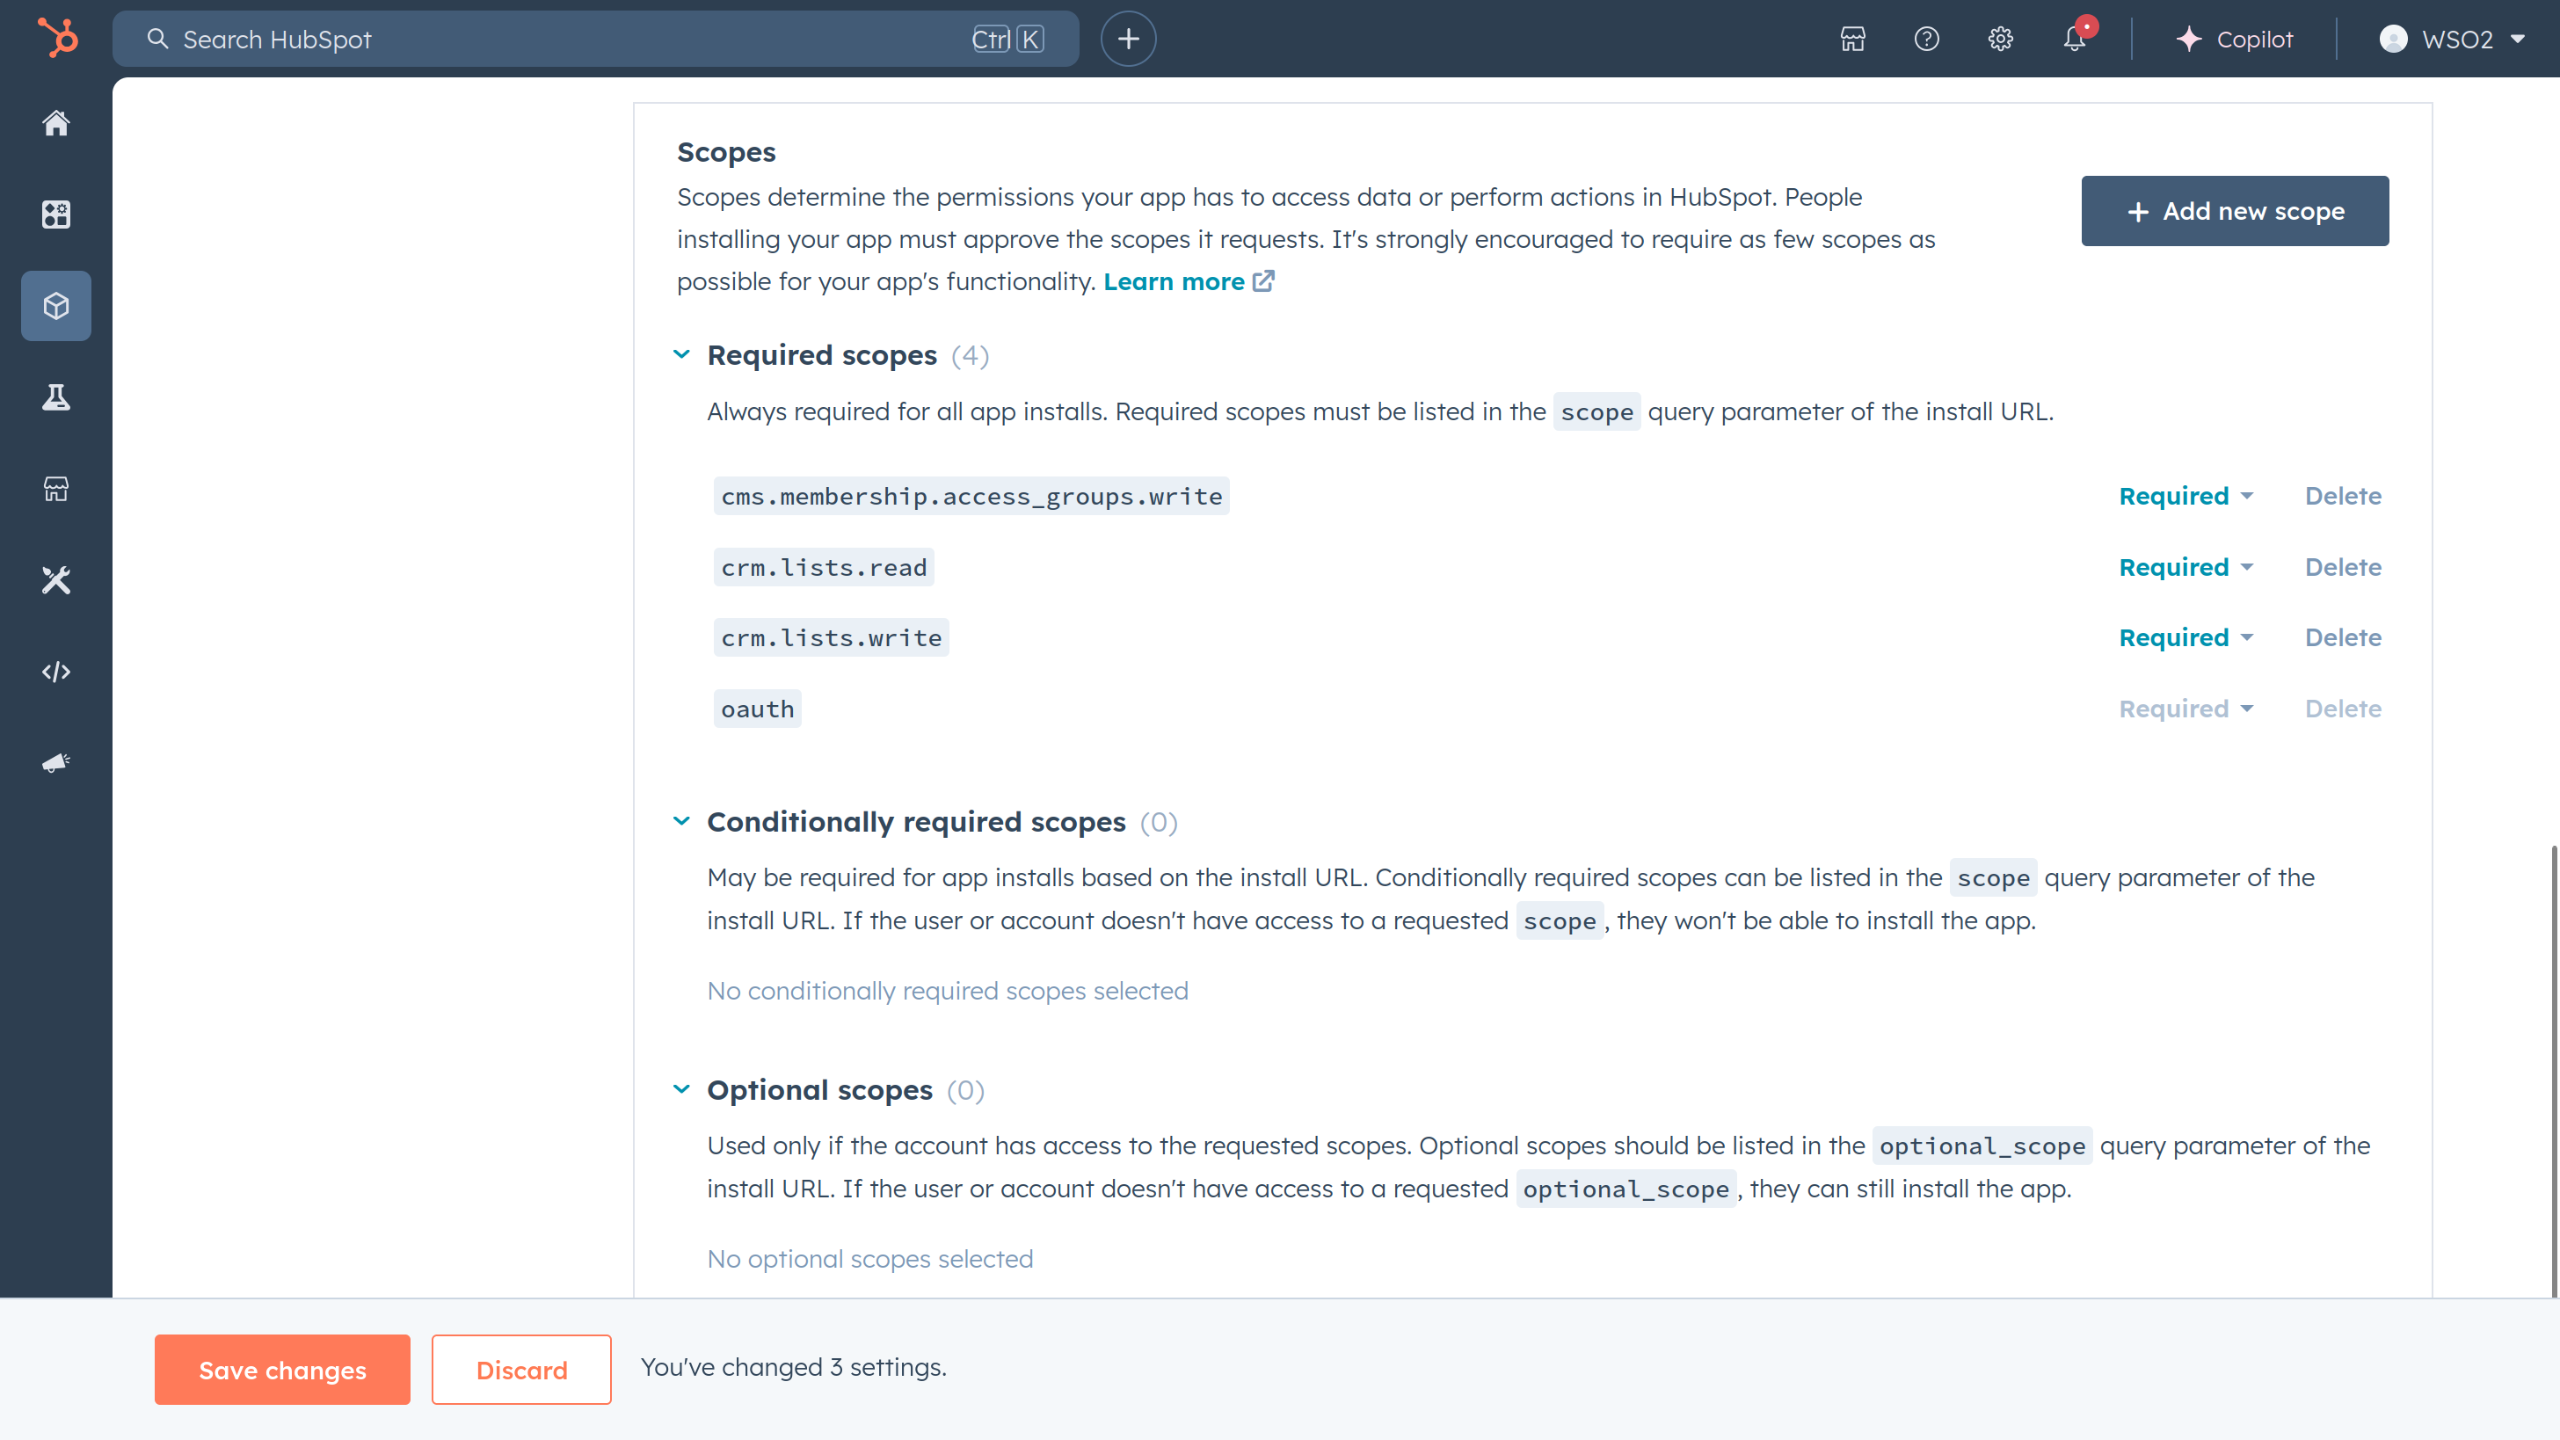 Search HubSpot
Ctrl K
Copilot
WSO2
Scopes
Scopes determine the permissions your app has to access data or perform actions in HubSpot. People
installing your app must approve the scopes it requests. It's strongly encouraged to require as few scopes as
possible for your app's functionality. Learn more
+ Add new scope
Required scopes (4)
Always required for all app installs. Required scopes must be listed in the scope query parameter of the install URL.
cms.membership.access_groups.write Required Delete
crm.lists.read Required Delete
crm.lists.write Required Delete
oauth Required Delete
Conditionally required scopes (0)
May be required for app installs based on the install URL. Conditionally required scopes can be listed in the scope query parameter of the
install URL. If the user or account doesn't have access to a requested scope, they won't be able to install the app.
No conditionally required scopes selected
Optional scopes (0)
Used only if the account has access to the requested scopes. Optional scopes should be listed in the optional_scope query parameter of the
install URL. If the user or account doesn't have access to a requested optional_scope, they can still install the app.
No optional scopes selected
Save changes
Discard
You've changed 3 settings.